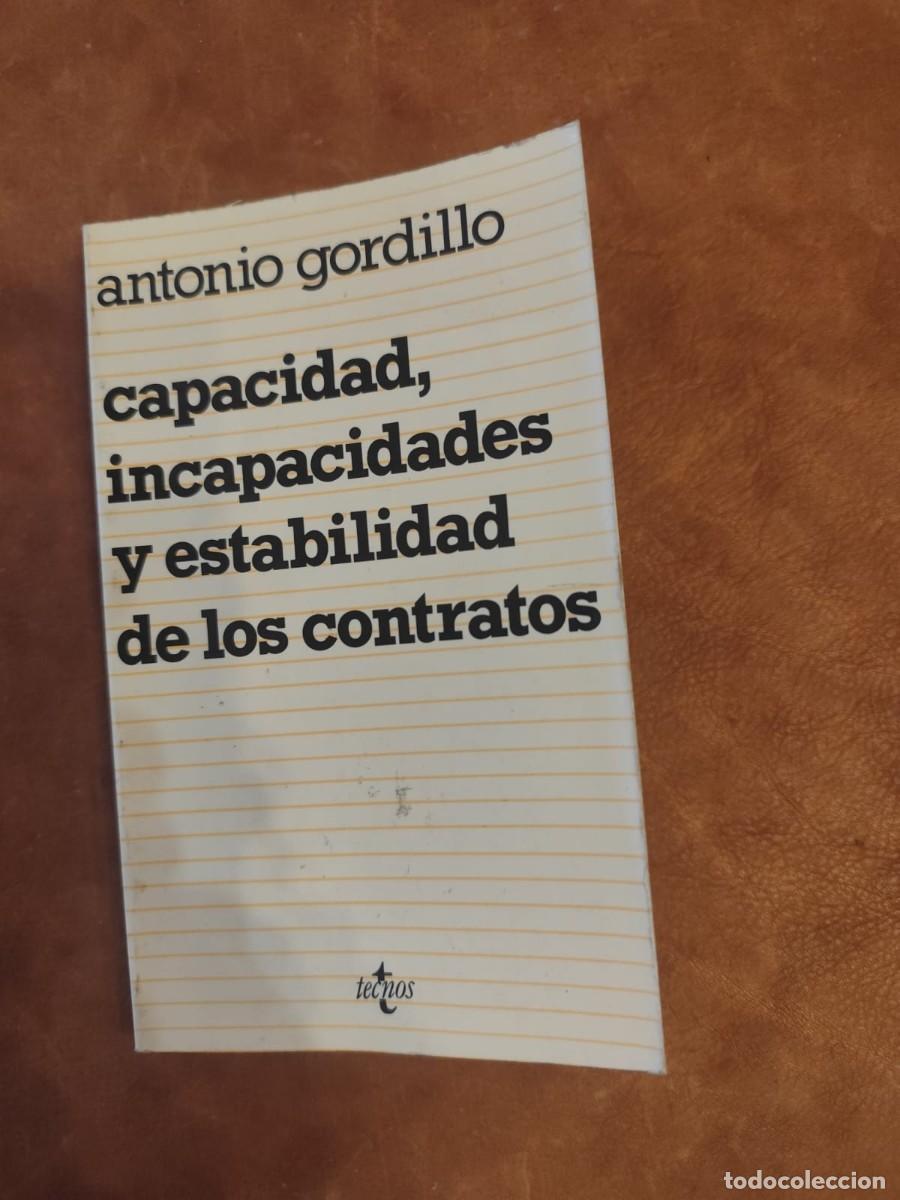 antonio gordillo
capacidad,
incapacidades
y estabilidad
de los contratos
tecnos
todocoleccion